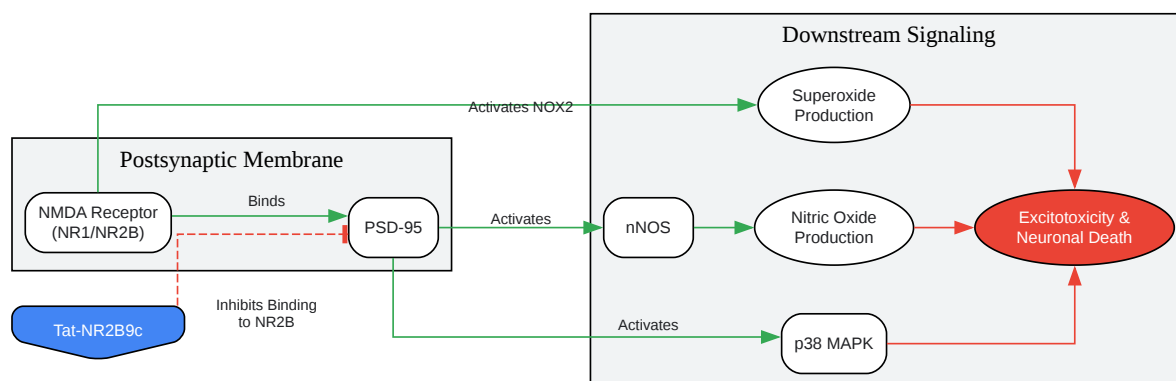 Downstream Signaling
Superoxide
Production
Activates NOX2
Postsynaptic Membrane
NMDA Receptor
(NR1/NR2B)
Binds
PSD-95
Activates
nNOS
Nitric Oxide
Production
Excitotoxicity &
Neuronal Death
Tat-NR2B9c
Inhibits Binding
to NR2B
Activates
p38 MAPK